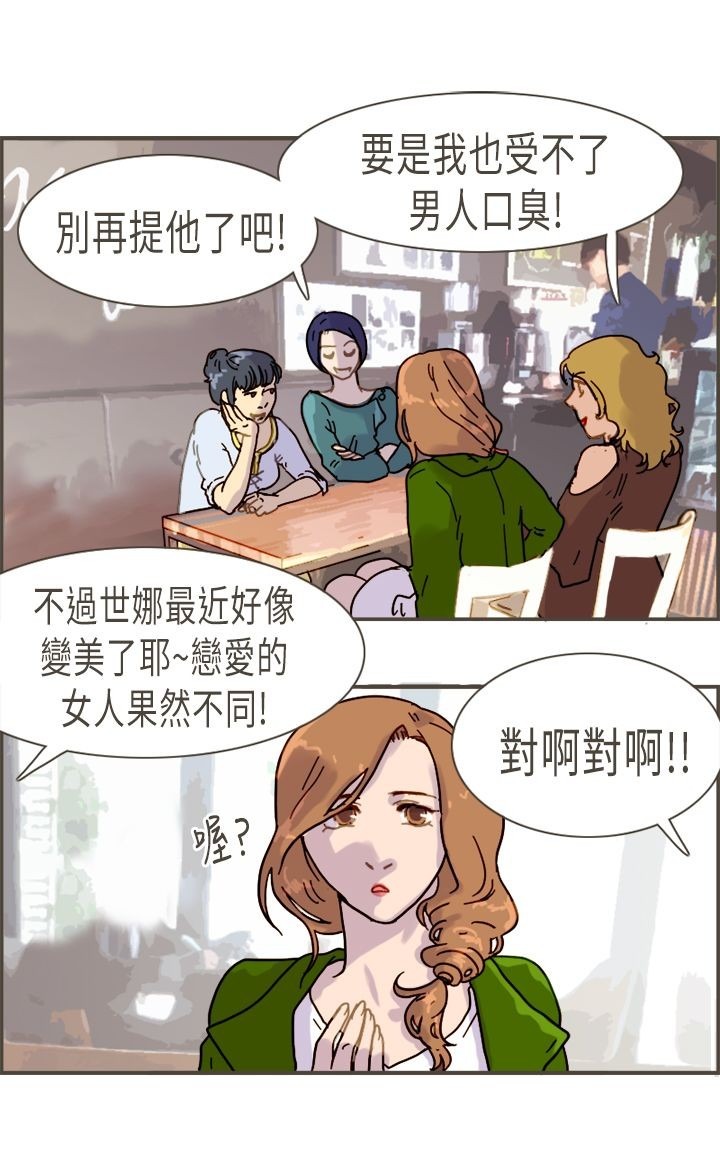 要是我也受不了
男人口臭!
別再提他了吧!
不過世娜最近好像
變美了耶~戀愛的
女人果然不同!
對啊對啊!!
喔?